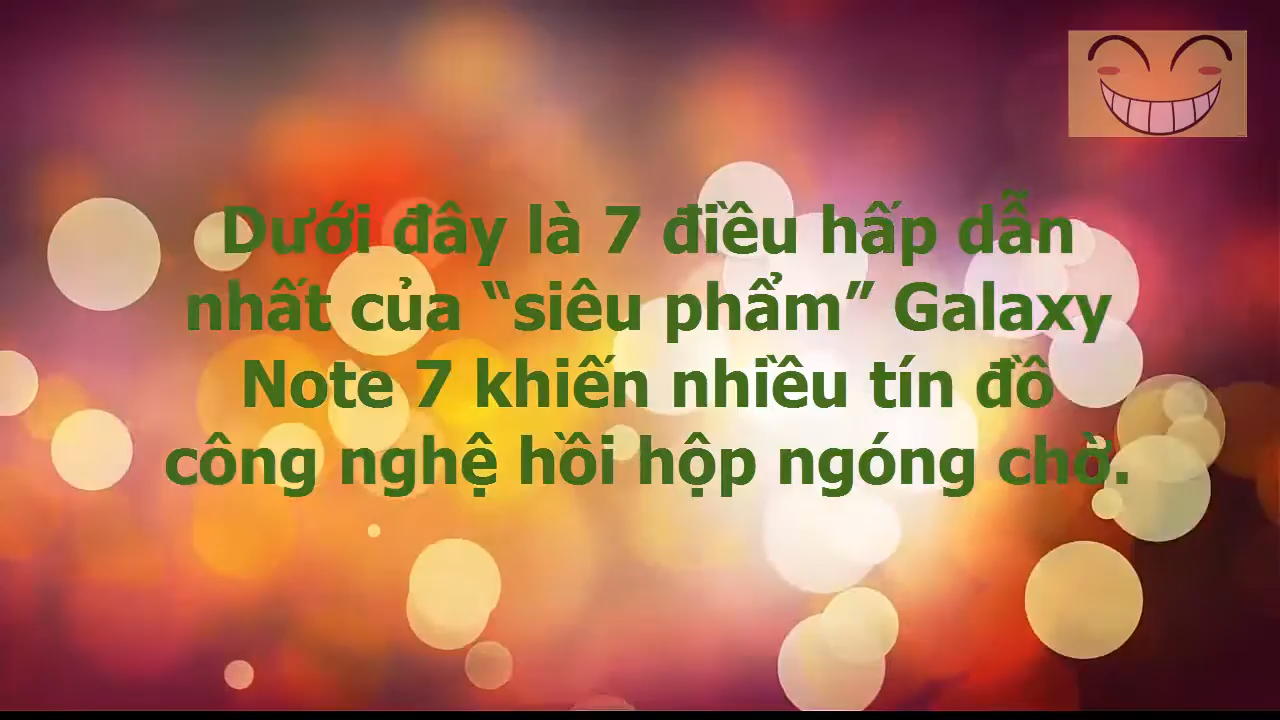 Dưới đây là 7 điều hấp dẫn
nhất của “siêu phẩm” Galaxy
Note 7 khiến nhiều tín đồ
công nghệ hồi hộp ngóng chờ.